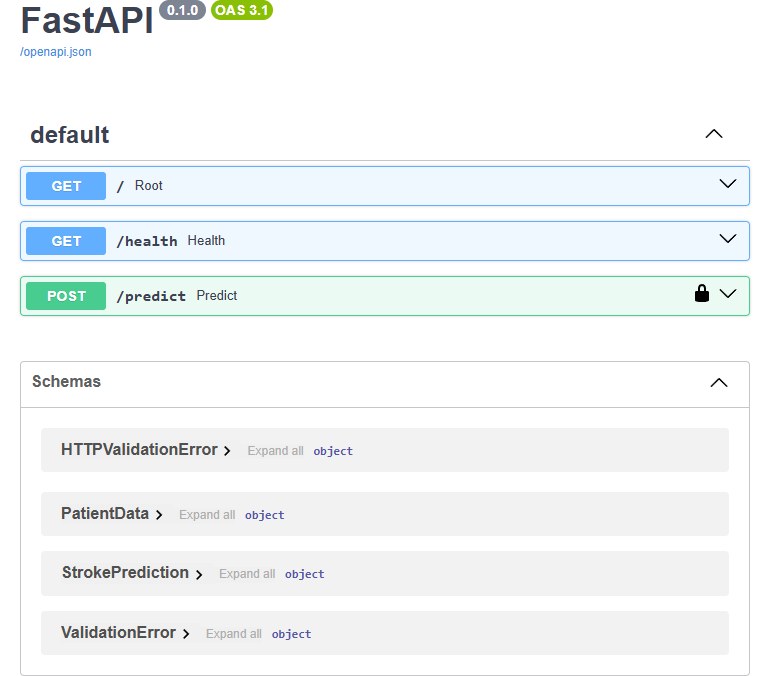 FastAPI 0.1.0 OAS 3.1
/openapi.json
default
GET / Root
GET /health Health
POST /predict Predict
Schemas
HTTPValidationError Expand all object
PatientData Expand all object
StrokePrediction Expand all object
ValidationError Expand all object